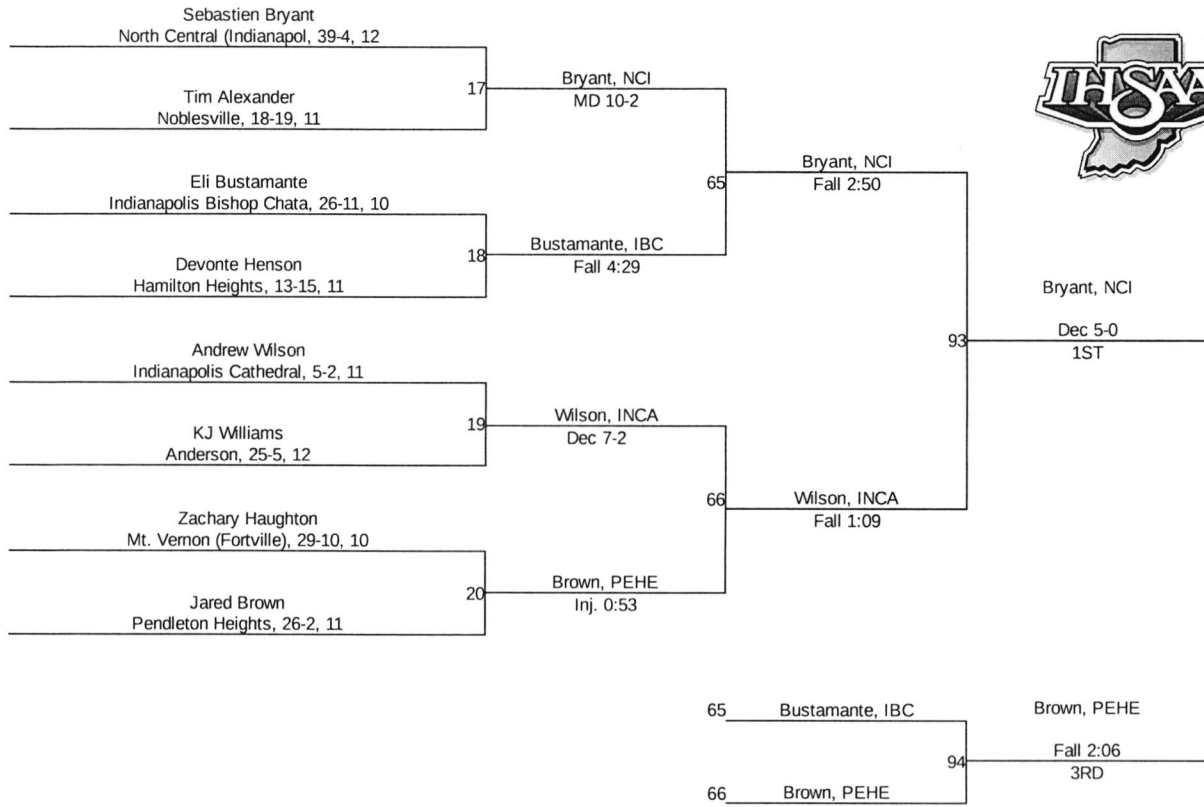 Sebastien Bryant
North Central (Indianapol, 39-4, 12
17
Tim Alexander
Noblesville, 18-19, 11
Bryant, NCI
MD 10-2
IHSAA
65
Eli Bustamante
Indianapolis Bishop Chata, 26-11, 10
18
Devonte Henson
Hamilton Heights, 13-15, 11
Bustamante, IBC
Fall 4:29
Bryant, NCI
Fall 2:50
93
Bryant, NCI
Dec 5-0
1ST
Andrew Wilson
Indianapolis Cathedral, 5-2, 11
19
KJ Williams
Anderson, 25-5, 12
Wilson, INCA
Dec 7-2
66
Wilson, INCA
Fall 1:09
Zachary Haughton
Mt. Vernon (Fortville), 29-10, 10
20
Jared Brown
Pendleton Heights, 26-2, 11
Brown, PEHE
Inj. 0:53
65
Bustamante, IBC
94
66
Brown, PEHE
Brown, PEHE
Fall 2:06
3RD